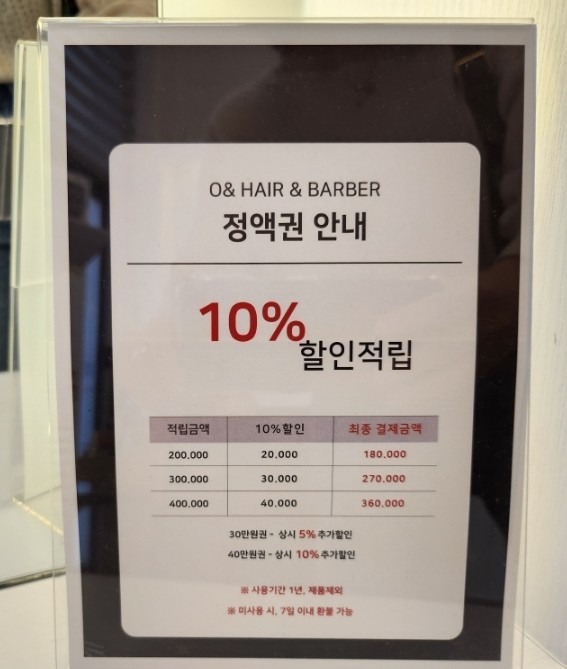 O& HAIR & BARBER
정액권 안내
10%
할인적립
적립금액 10%할인 최종 결제금액
200.000 20.000 180.000
300.000 30.000 270.000
400.000 40.000 360.000
30만원권 - 상시 5% 추가할인
40만원권 - 상시 10% 추가할인
※ 사용기간 1년, 제품제외
※ 미사용 시, 7일 이내 환불 가능